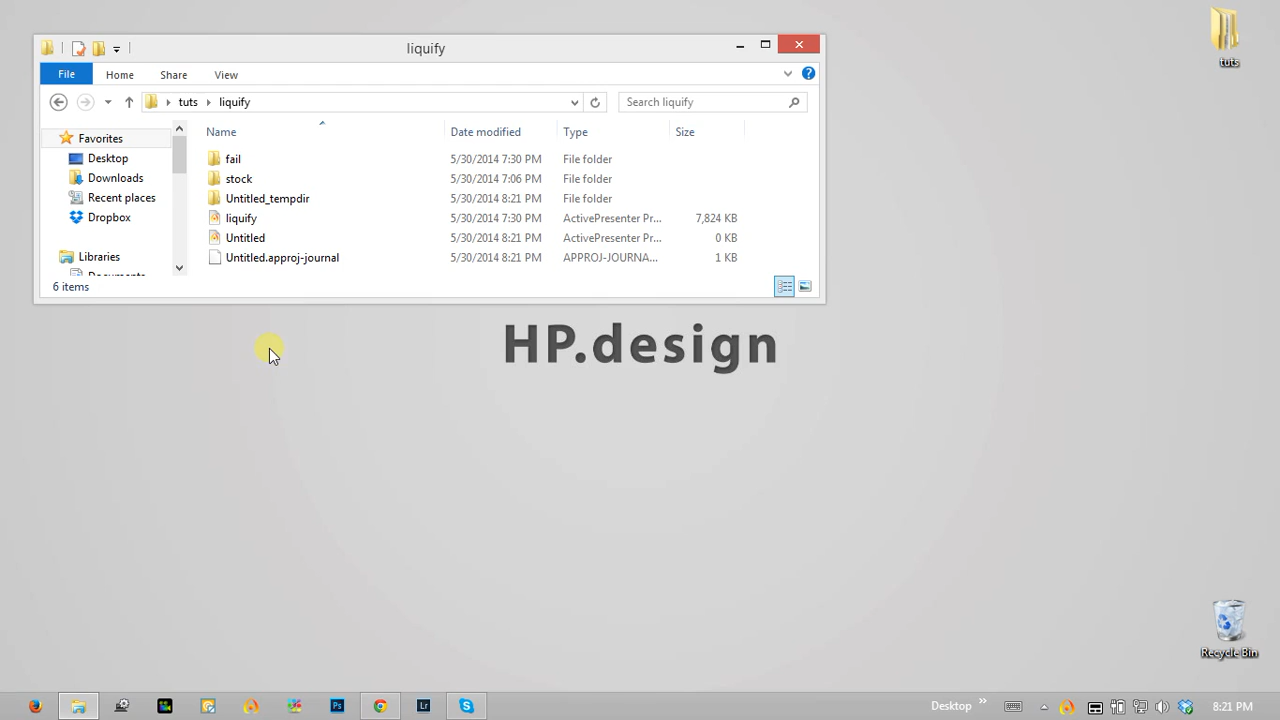 liquify
File Home Share View
tuts liquify Search liquify
Name Date modified Type Size
Favorites
Desktop
Downloads
Recent places
Dropbox
Libraries
Documents
fail 5/30/2014 7:30 PM File folder
stock 5/30/2014 7:06 PM File folder
Untitled_tempdir 5/30/2014 8:21 PM File folder
liquify 5/30/2014 7:30 PM ActivePresenter Pr... 7,824 KB
Untitled 5/30/2014 8:21 PM ActivePresenter Pr... 0 KB
Untitled.approj-journal 5/30/2014 8:21 PM APPROJ-JOURNA... 1 KB
6 items
tuts
HP.design
Recycle Bin
Ps Lr Desktop 8:21 PM